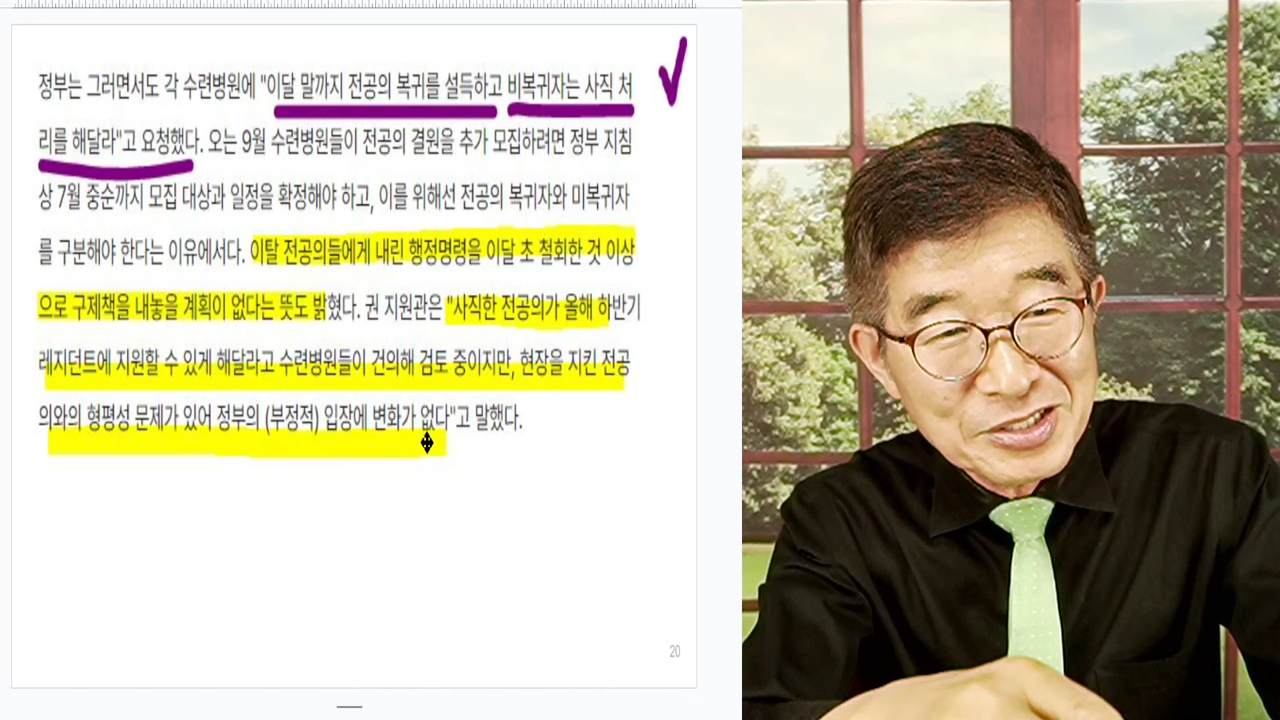 정부는 그러면서도 각 수련병원에 "이달 말까지 전공의 복귀를 설득하고 비복귀자는 사직 처
리를 해달라"고 요청했다. 오는 9월 수련병원들이 전공의 결원을 추가 모집하려면 정부 지침
상 7월 중순까지 모집 대상과 일정을 확정해야 하고, 이를 위해선 전공의 복귀자와 미복귀자
를 구분해야 한다는 이유에서다. 이탈 전공의들에게 내린 행정명령을 이달 초 철회한 것 이상
으로 구제책을 내놓을 계획이 없다는 뜻도 밝혔다. 권 지원관은 "사직한 전공의가 올해 하반기
레지던트에 지원할 수 있게 해달라고 수련병원들이 건의해 검토 중이지만, 현장을 지킨 전공
의와의 형평성 문제가 있어 정부의 (부정적) 입장에 변화가 없다"고 말했다.
20